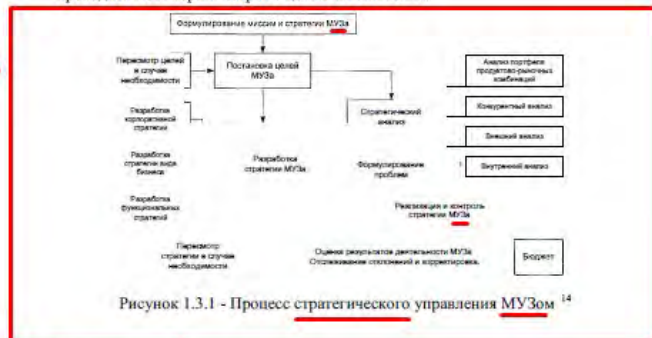 Формулирование миссии и стратегии МУЗа
Пересмотр целей
в случае
необходимости
Постановка целей
МУЗа
Анализ портфеля
продуктово-рыночных
комбинаций
Разработка
корпоративной
стратегии
Стратегический
анализ
Конкурентный анализ
Внешний анализ
Разработка
стратегии вида
бизнеса
Разработка
стратегии МУЗа
Формулирование
проблем
Внутренний анализ
Разработка
функциональных
стратегий
Реализация и контроль
стратегии МУЗа
Пересмотр
стратегии в случае
необходимости
Оценка результатов деятельности МУЗа
Отслеживание отклонений и корректировка.
Бюджет
Рисунок 1.3.1 - Процесс стратегического управления МУЗом 14